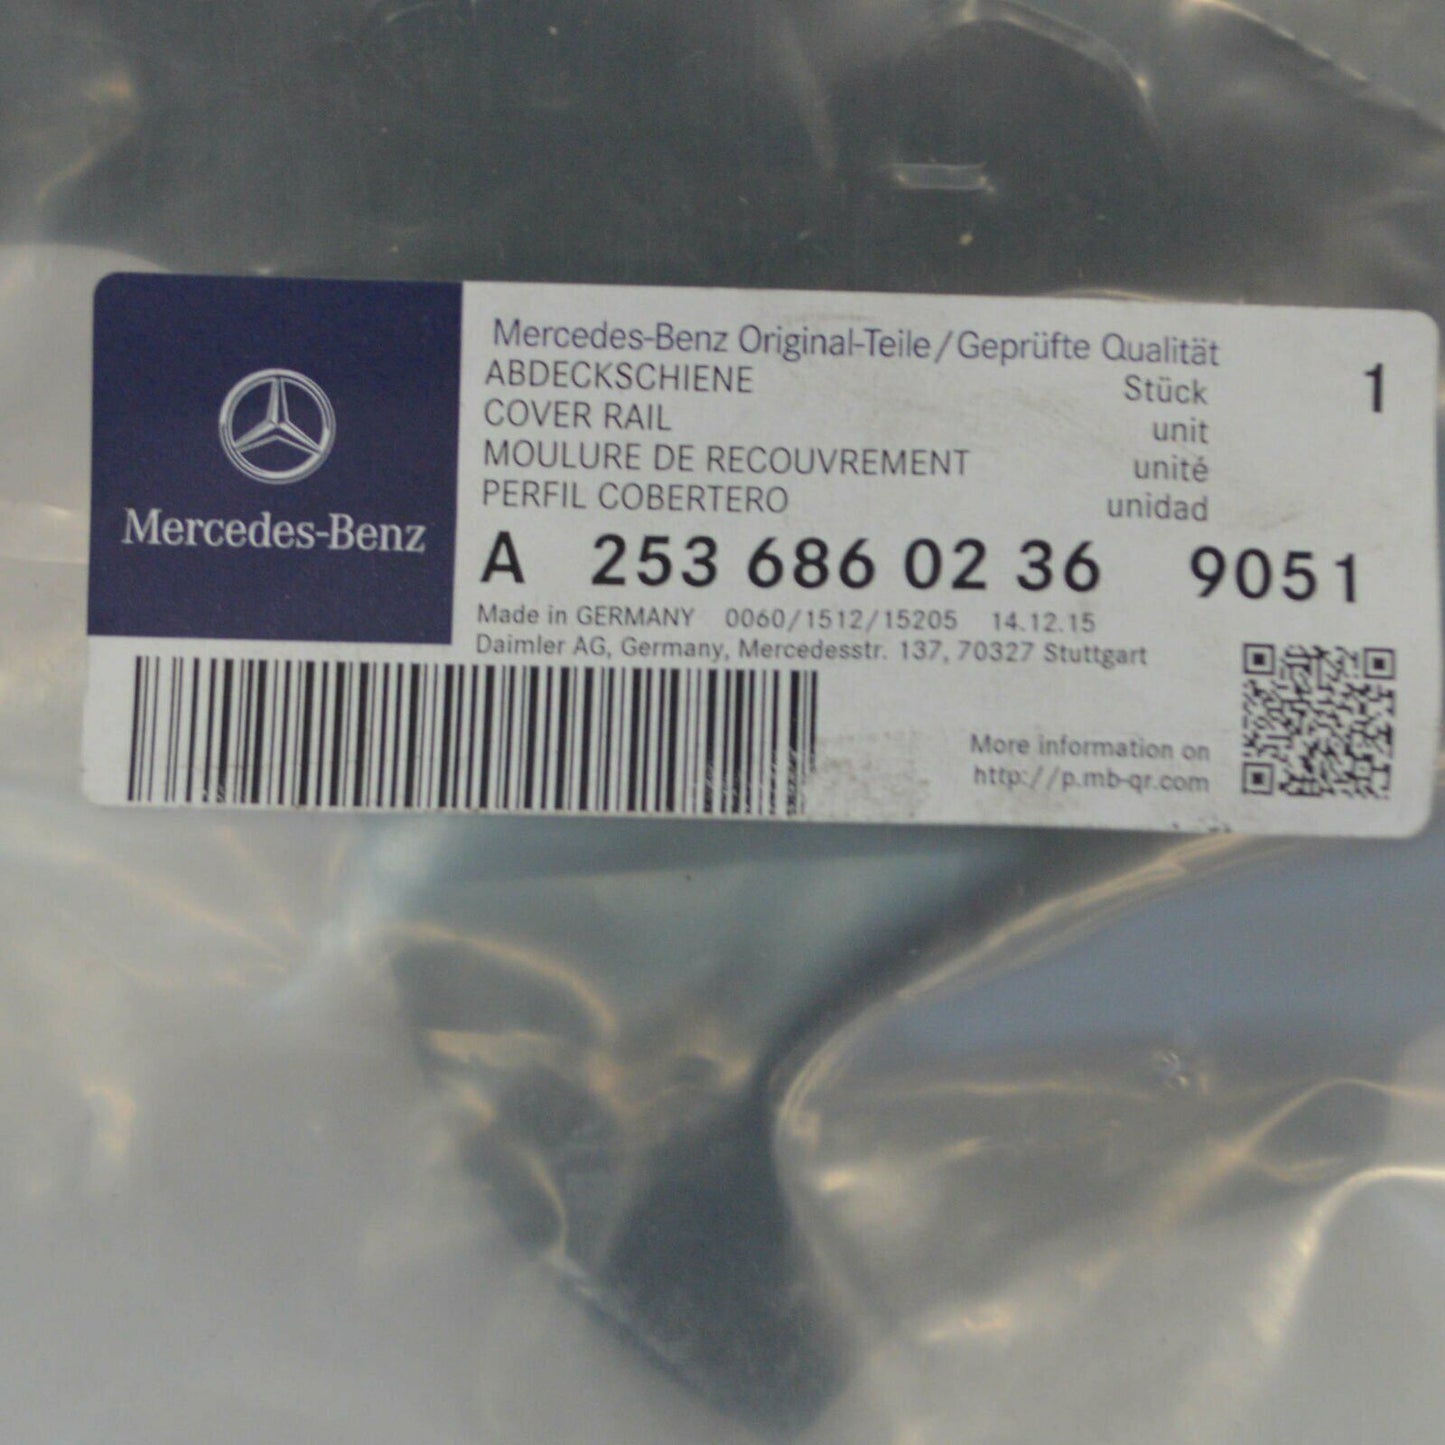 Mercedes-Benz
Mercedes-Benz Original-Teile/Geprüfte Qualität
ABDECKSCHIENE Stück 1
COVER RAIL unit
MOULURE DE RECOUVREMENT unité
PERFIL COBERTERO unidad
A 253 686 02 36 9051
Made in GERMANY 0060/1512/15205 14.12.15
Daimler AG, Germany, Mercedesstr. 137, 70327 Stuttgart
More information on
http://p.mb-qr.com